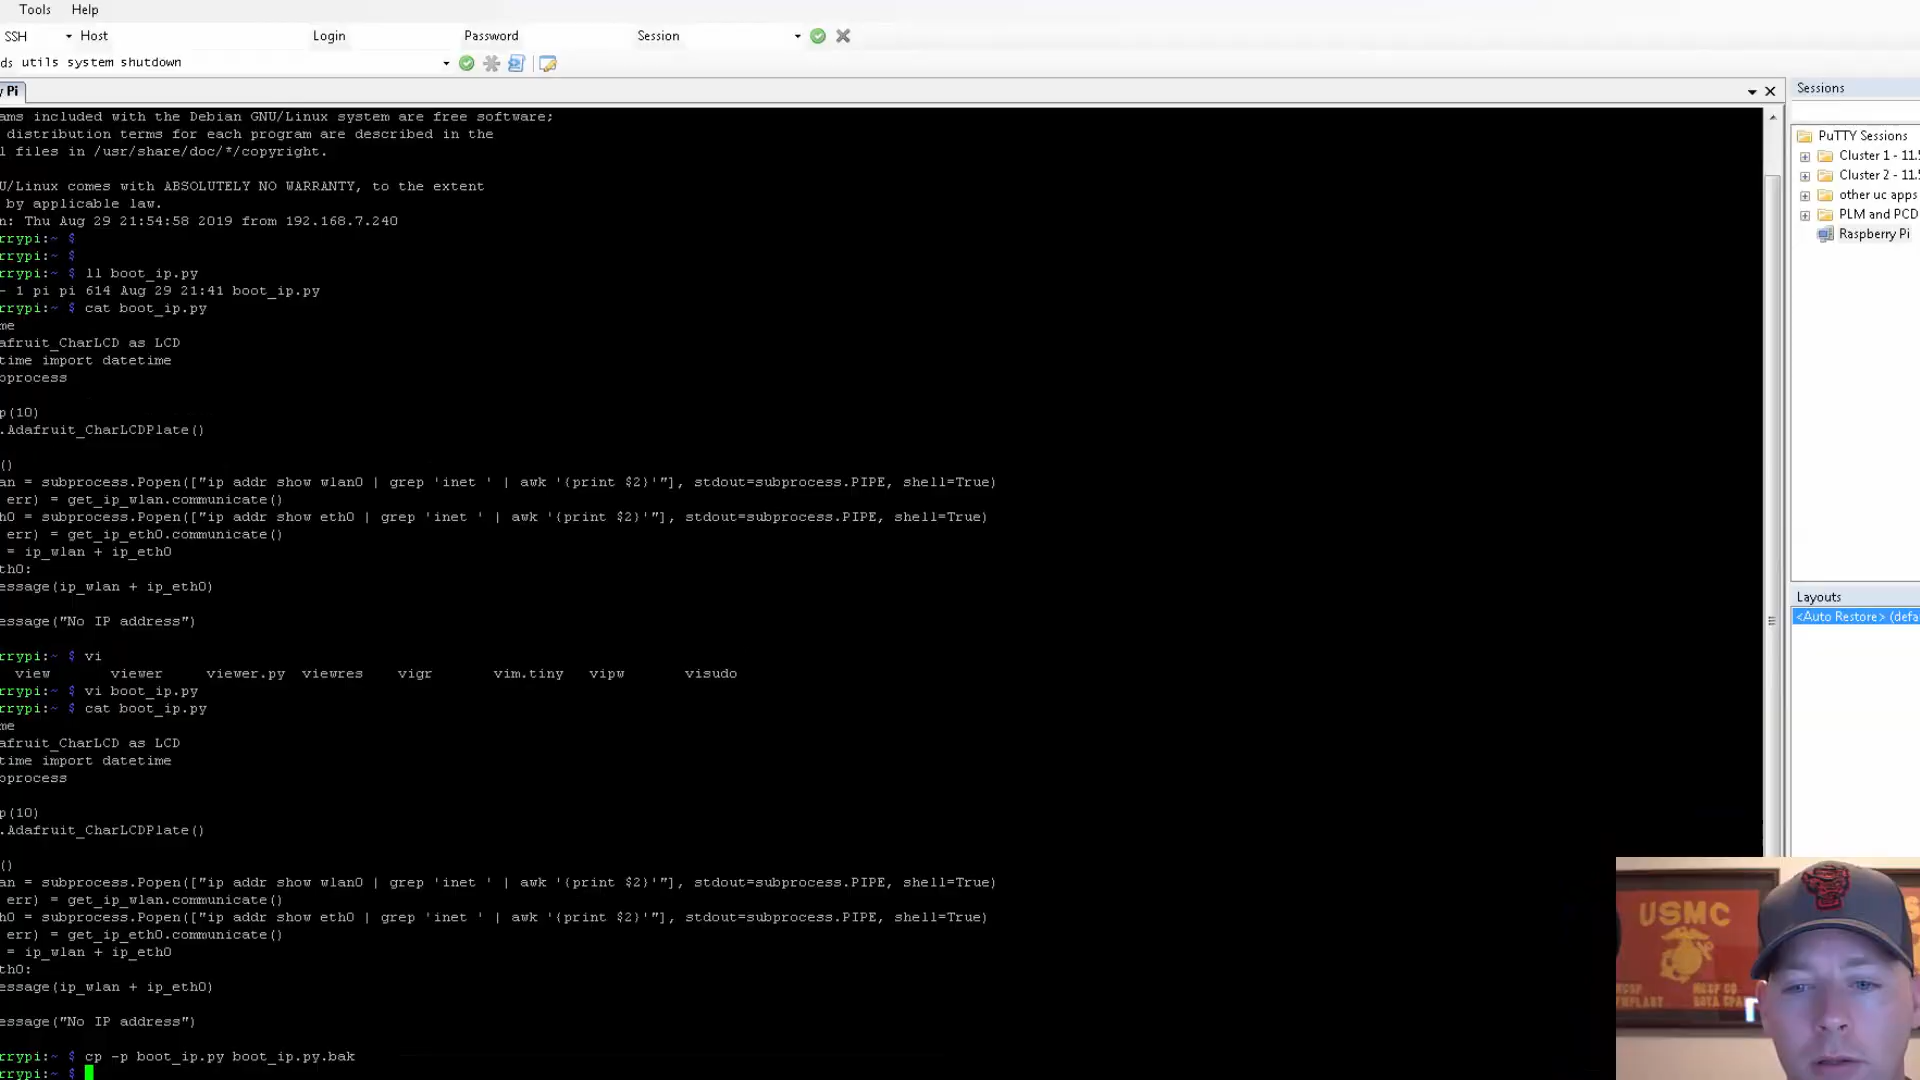 Tools Help
SSH Host Login Password Session
ds utils system shutdown
y Pi
Sessions
ams included with the Debian GNU/Linux system are free software;
distribution terms for each program are described in the
l files in /usr/share/doc/*/copyright.
U/Linux comes with ABSOLUTELY NO WARRANTY, to the extent
by applicable law.
n: Thu Aug 29 21:54:58 2019 from 192.168.7.240
rrypi:~ $
rrypi:~ $
rrypi:~ $ ll boot_ip.py
- 1 pi pi 614 Aug 29 21:41 boot_ip.py
rrypi:~ $ cat boot_ip.py
me
afruit_CharLCD as LCD
time import datetime
bprocess
p(10)
.Adafruit_CharLCDPlate()
()
an = subprocess.Popen(["ip addr show wlan0 | grep 'inet ' | awk '{print $2}'"], stdout=subprocess.PIPE, shell=True)
err) = get_ip_wlan.communicate()
h0 = subprocess.Popen(["ip addr show eth0 | grep 'inet ' | awk '{print $2}'"], stdout=subprocess.PIPE, shell=True)
err) = get_ip_eth0.communicate()
= ip_wlan + ip_eth0
th0:
essage(ip_wlan + ip_eth0)
essage("No IP address")
rrypi:~ $ vi
view viewer viewer.py viewres vigr vim.tiny vipw visudo
rrypi:~ $ vi boot_ip.py
rrypi:~ $ cat boot_ip.py
me
afruit_CharLCD as LCD
time import datetime
bprocess
p(10)
.Adafruit_CharLCDPlate()
()
an = subprocess.Popen(["ip addr show wlan0 | grep 'inet ' | awk '{print $2}'"], stdout=subprocess.PIPE, shell=True)
err) = get_ip_wlan.communicate()
h0 = subprocess.Popen(["ip addr show eth0 | grep 'inet ' | awk '{print $2}'"], stdout=subprocess.PIPE, shell=True)
err) = get_ip_eth0.communicate()
= ip_wlan + ip_eth0
th0:
essage(ip_wlan + ip_eth0)
essage("No IP address")
rrypi:~ $ cp -p boot_ip.py boot_ip.py.bak
rrypi:~ $
PuTTY Sessions
Cluster 1 - 11.5
Cluster 2 - 11.5
other uc apps
PLM and PCD
Raspberry Pi
Layouts
<Auto Restore> (defa
USMC